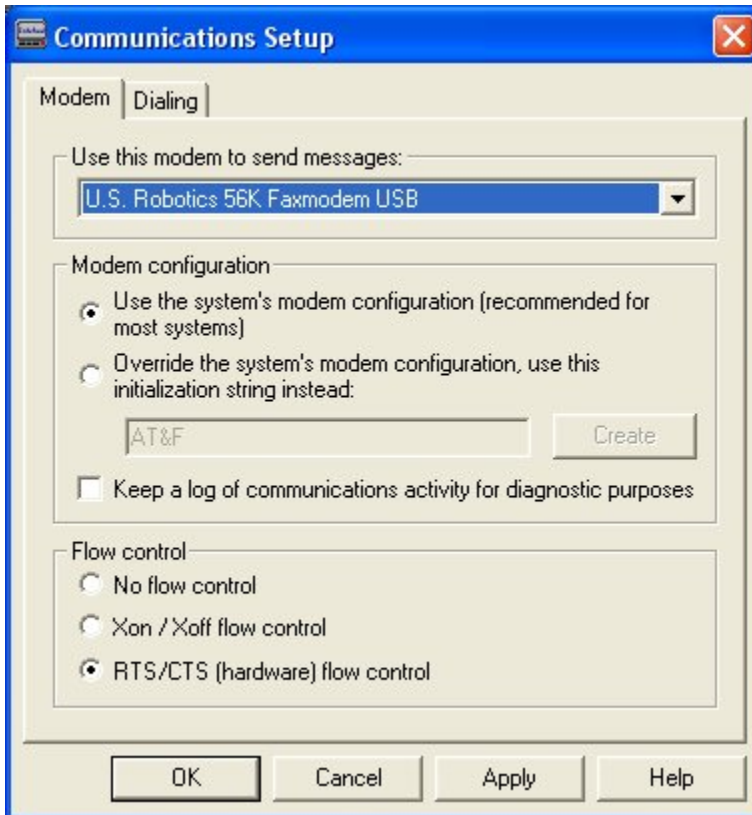 Communications Setup
Modem
Dialing
Use this modem to send messages:
U.S. Robotics 56K Faxmodem USB
Modem configuration
Use the system's modem configuration (recommended for
most systems)
Override the system's modem configuration, use this
initialization string instead:
AT&F
Create
Keep a log of communications activity for diagnostic purposes
Flow control
No flow control
Xon / Xoff flow control
RTS/CTS (hardware) flow control
OK
Cancel
Apply
Help